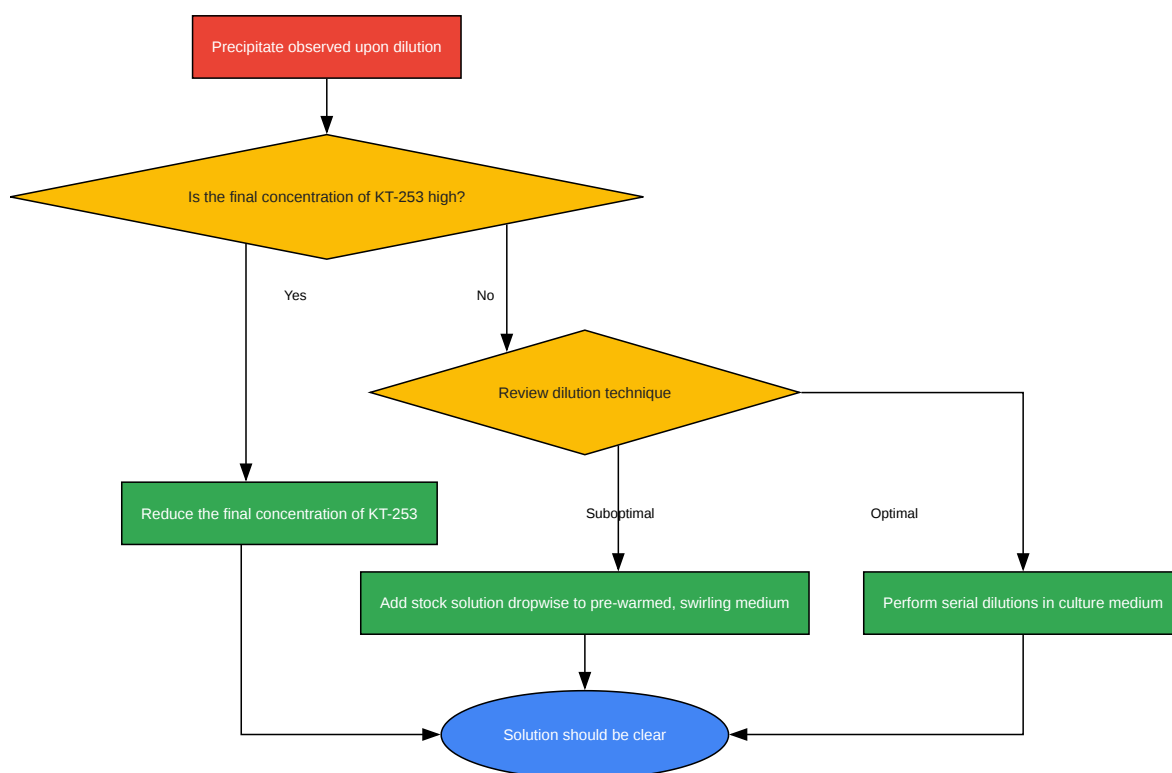 Precipitate observed upon dilution
Is the final concentration of KT-253 high?
Yes
No
Review dilution technique
Reduce the final concentration of KT-253
Suboptimal
Optimal
Add stock solution dropwise to pre-warmed, swirling medium
Perform serial dilutions in culture medium
Solution should be clear